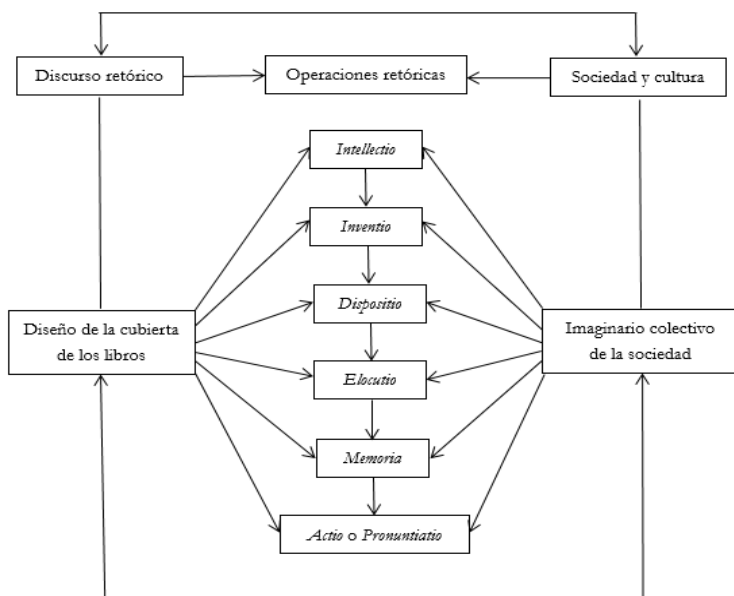 Discurso retórico
Operaciones retóricas
Sociedad y cultura
Intellectio
Inventio
Dispositio
Diseño de la cubierta
de los libros
Imaginario colectivo
de la sociedad
Elocutio
Memoria
Actio o Pronuntiatio